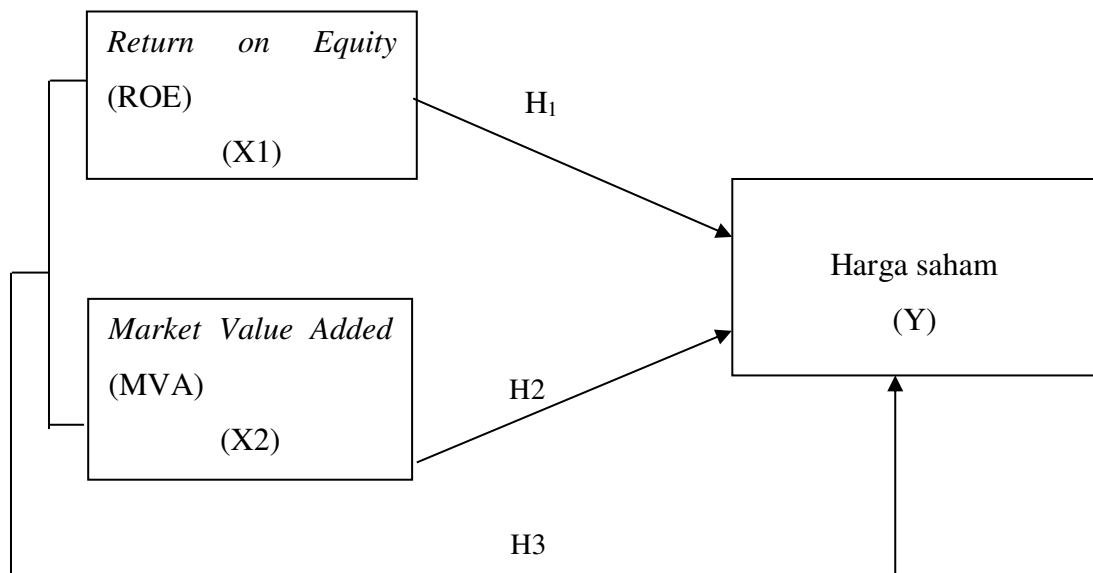 Return on Equity
(ROE)
(X1)
H₁
Harga saham
(Y)
Market Value Added
(MVA)
(X2)
H2
H3